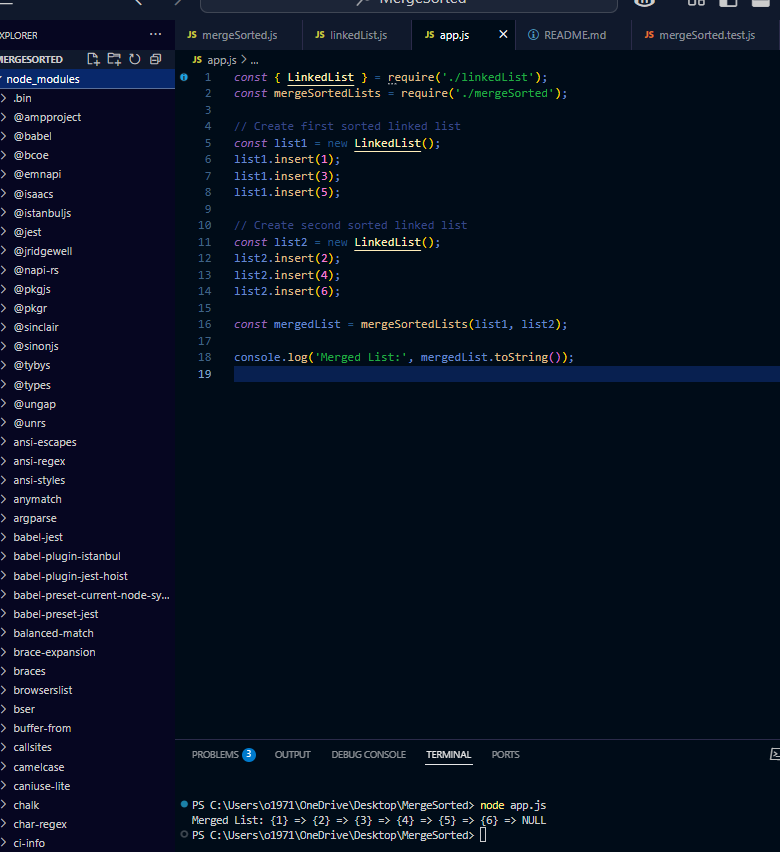 MergeSorted
EXPLORER
MERGESORTED
node_modules
.bin
@ampproject
@babel
@bcoe
@emnapi
@isaacs
@istanbuljs
@jest
@jridgewell
@napi-rs
@pkgjs
@pkgr
@sinclair
@sinonjs
@tybys
@types
@ungap
@unrs
ansi-escapes
ansi-regex
ansi-styles
anymatch
argparse
babel-jest
babel-plugin-istanbul
babel-plugin-jest-hoist
babel-preset-current-node-sy...
babel-preset-jest
balanced-match
brace-expansion
braces
browserslist
bser
buffer-from
callsites
camelcase
caniuse-lite
chalk
char-regex
ci-info
JS mergeSorted.js JS linkedList.js JS app.js README.md JS mergeSorted.test.js
JS app.js > ...
1 const { LinkedList } = require('./linkedList');
2 const mergeSortedLists = require('./mergeSorted');
3
4 // Create first sorted linked list
5 const list1 = new LinkedList();
6 list1.insert(1);
7 list1.insert(3);
8 list1.insert(5);
9
10 // Create second sorted linked list
11 const list2 = new LinkedList();
12 list2.insert(2);
13 list2.insert(4);
14 list2.insert(6);
15
16 const mergedList = mergeSortedLists(list1, list2);
17
18 console.log('Merged List:', mergedList.toString());
19
PROBLEMS 3 OUTPUT DEBUG CONSOLE TERMINAL PORTS
PS C:\Users\o1971\OneDrive\Desktop\MergeSorted> node app.js
Merged List: {1} => {2} => {3} => {4} => {5} => {6} => NULL
PS C:\Users\o1971\OneDrive\Desktop\MergeSorted>